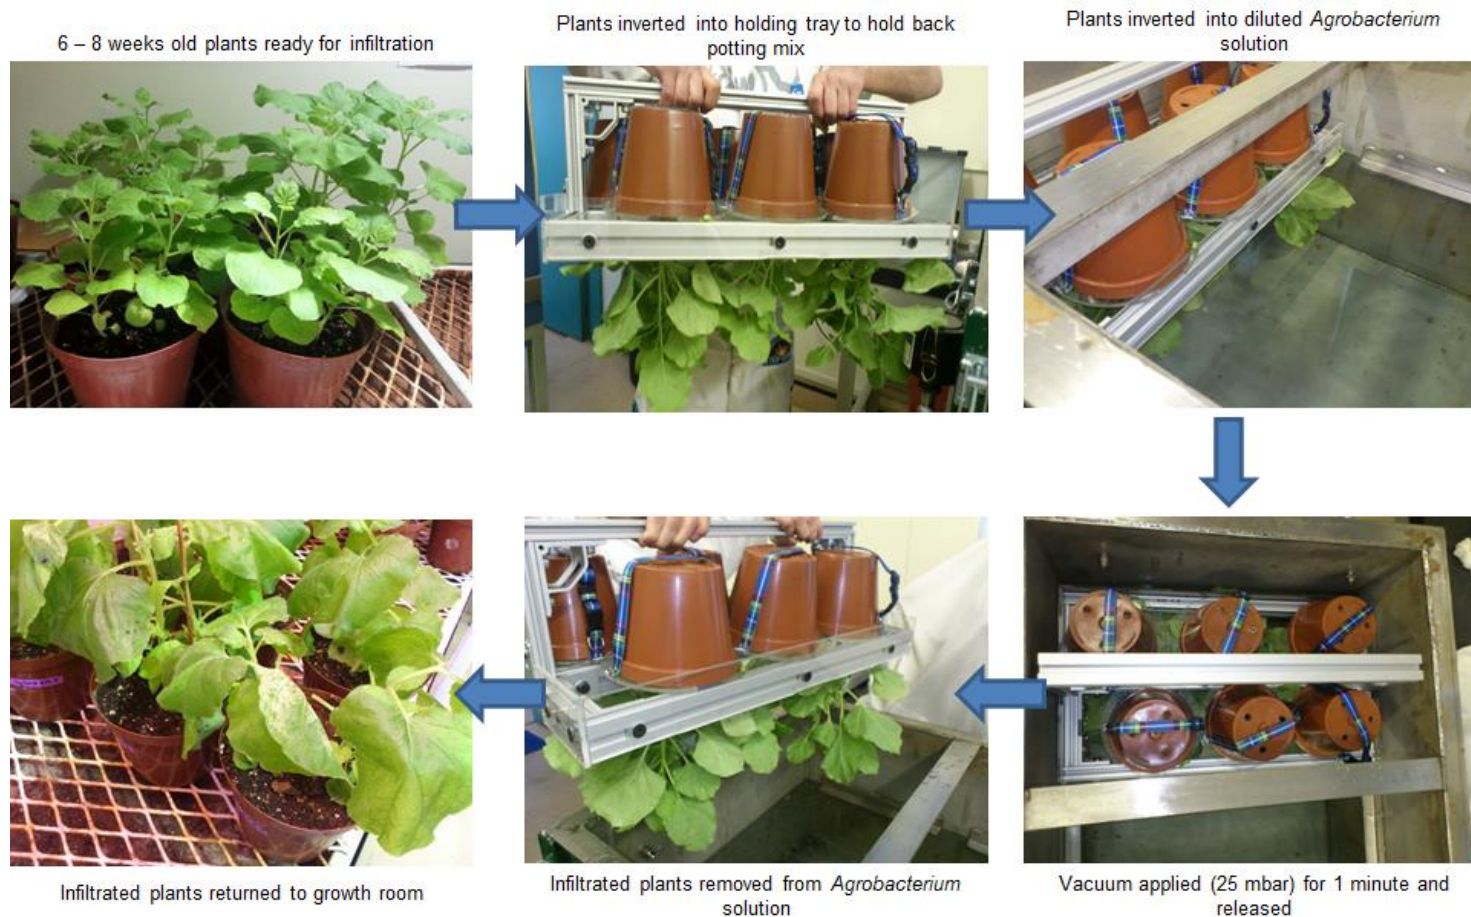 6 – 8 weeks old plants ready for infiltration
Plants inverted into holding tray to hold back
potting mix
Plants inverted into diluted Agrobacterium
solution
Vacuum applied (25 mbar) for 1 minute and
released
Infiltrated plants removed from Agrobacterium
solution
Infiltrated plants returned to growth room